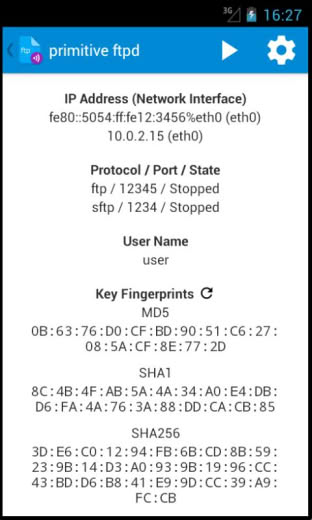 3G
16:27
ftp
primitive ftpd
IP Address (Network Interface)
fe80::5054:ff:fe12:3456%eth0 (eth0)
10.0.2.15 (eth0)
Protocol / Port / State
ftp / 12345 / Stopped
sftp / 1234 / Stopped
User Name
user
Key Fingerprints
MD5
0B:63:76:D0:CF:BD:90:51:C6:27:
08:5A:CF:8E:77:2D
SHA1
8C:4B:4F:AB:5A:4A:34:A0:E4:DB:
D6:FA:4A:76:3A:88:DD:CA:CB:85
SHA256
3D:E6:C0:12:94:FB:6B:CD:8B:59:
23:9B:14:D3:A0:93:9B:19:96:CC:
43:BD:D6:B8:41:E9:9D:CC:39:A9:
FC:CB